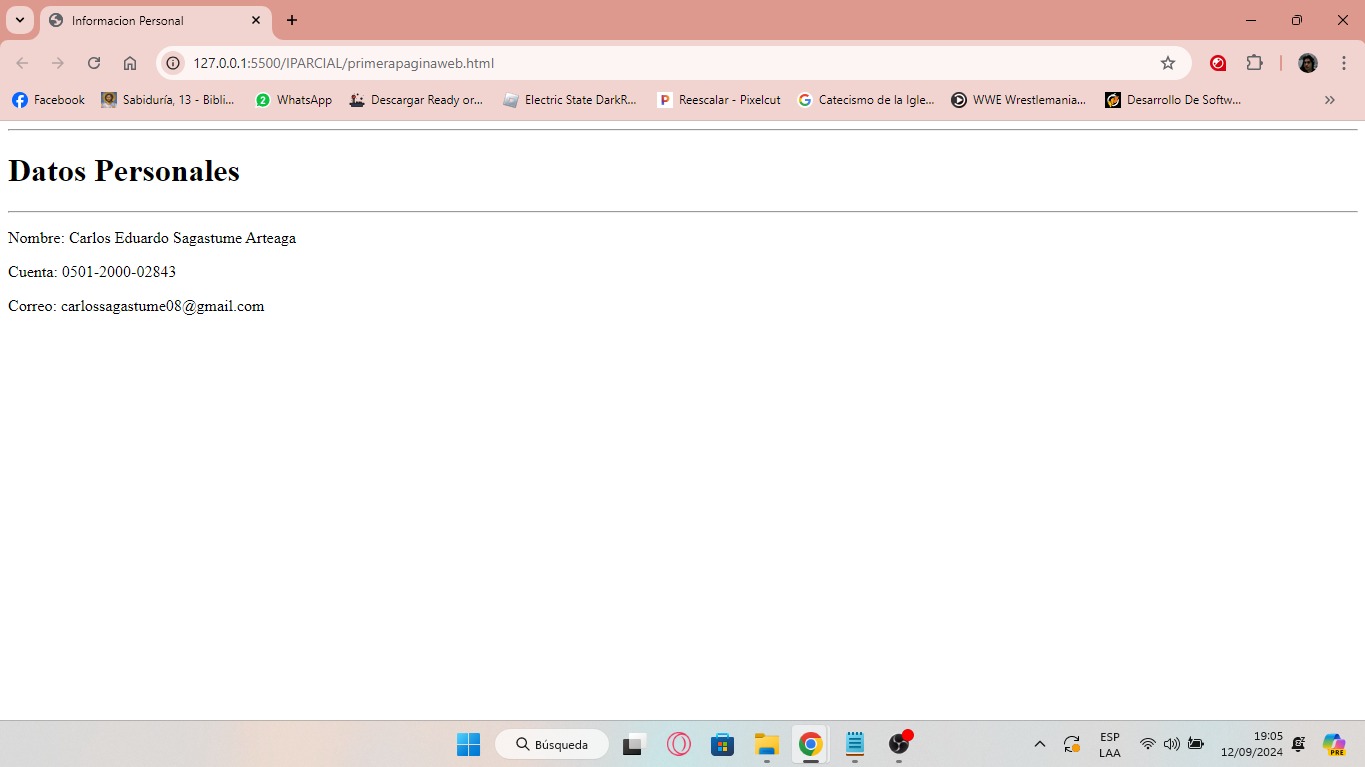 Informacion Personal
127.0.0.1:5500/IPARCIAL/primerapaginaweb.html
Facebook
Sabiduría, 13 - Bibli...
2
WhatsApp
Descargar Ready or...
Electric State DarkR...
P
Reescalar - Pixelcut
G
Catecismo de la Igle...
WWE Wrestlemania...
Desarrollo De Softw...
Datos Personales
Nombre: Carlos Eduardo Sagastume Arteaga
Cuenta: 0501-2000-02843
Correo: carlossagastume08@gmail.com
Búsqueda
ESP
LAA
19:05
12/09/2024
PRE